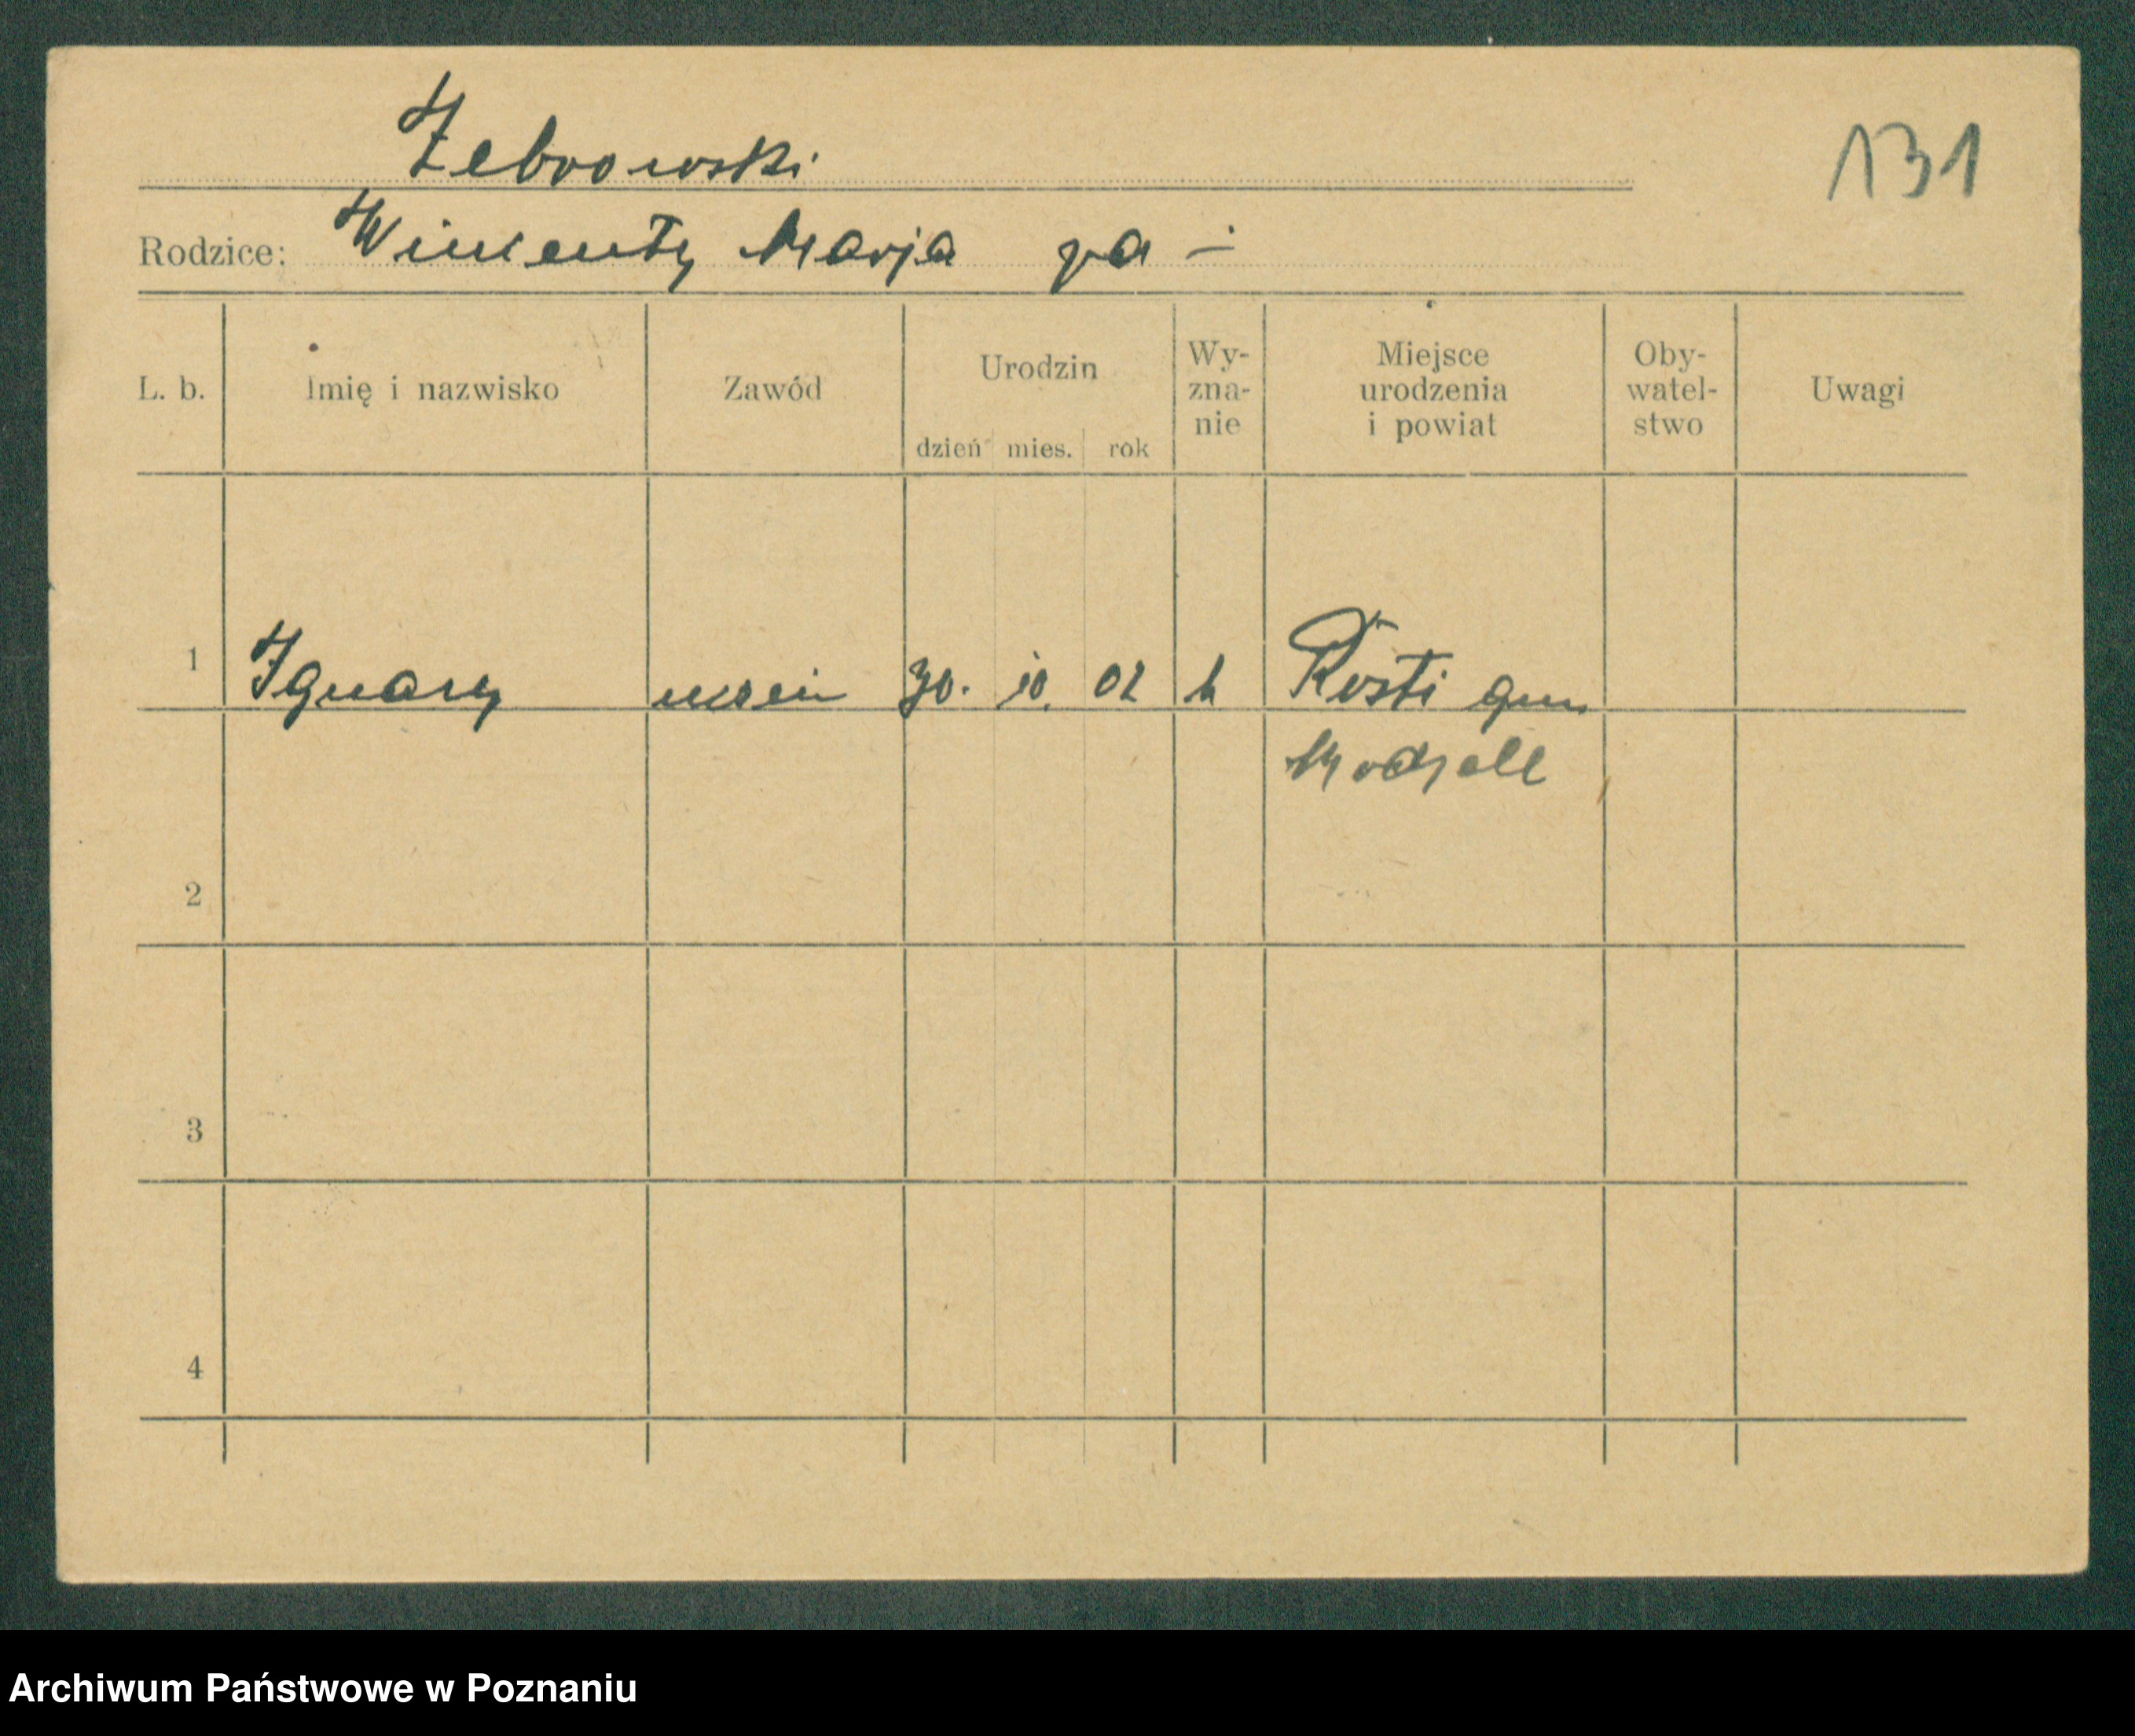 Żebrowski
131
Rodzice: Wincenty Marja
L. b. Imię i nazwisko Zawód Urodzin dzień mies. rok Wy-zna-nie Miejsce urodzenia i powiat Oby-watel-stwo Uwagi
1 Ignacy uczeń 30. 10. 02 k
2
3
4
Archiwum Państwowe w Poznaniu